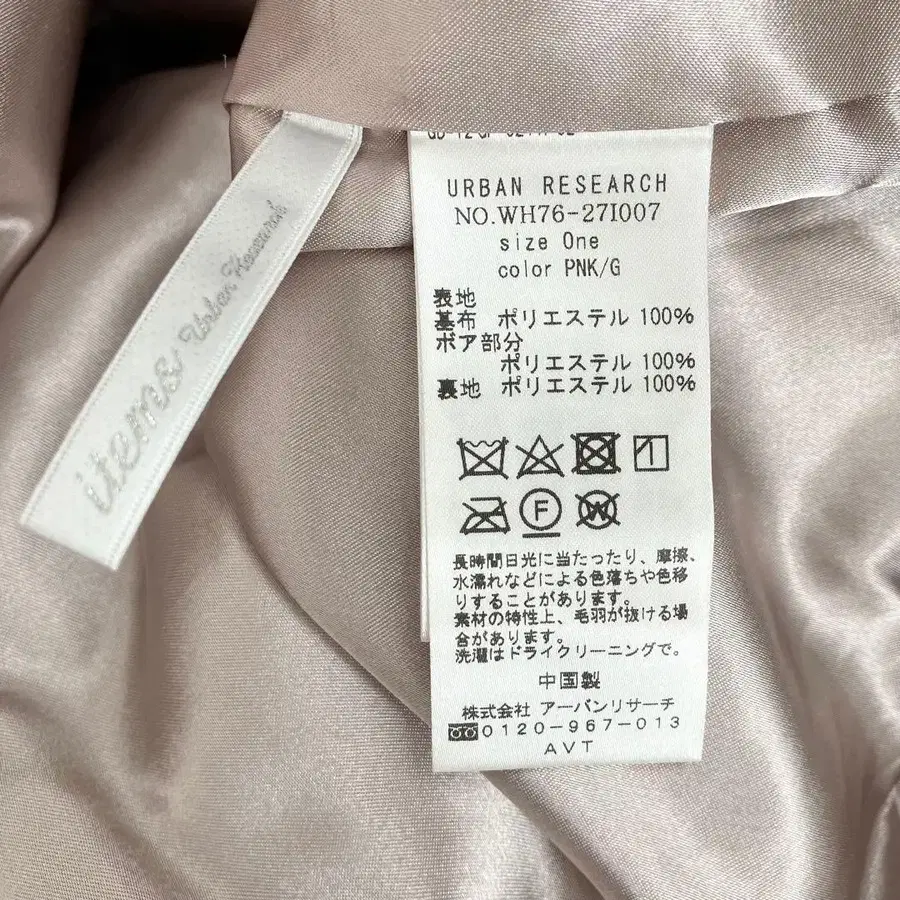 items Urban Research
URBAN RESEARCH
NO.WH76-27I007
size One
color PNK/G
表地
基布 ポリエステル 100%
ボア部分
ポリエステル 100%
裏地 ポリエステル 100%
F
W
長時間日光に当たったり、摩擦、
水濡れなどによる色落ちや色移
りすることがあります。
素材の特性上、毛羽が抜ける場
合があります。
洗濯はドライクリーニングで。
中国製
株式会社 アーバンリサーチ
0120-967-013
AVT